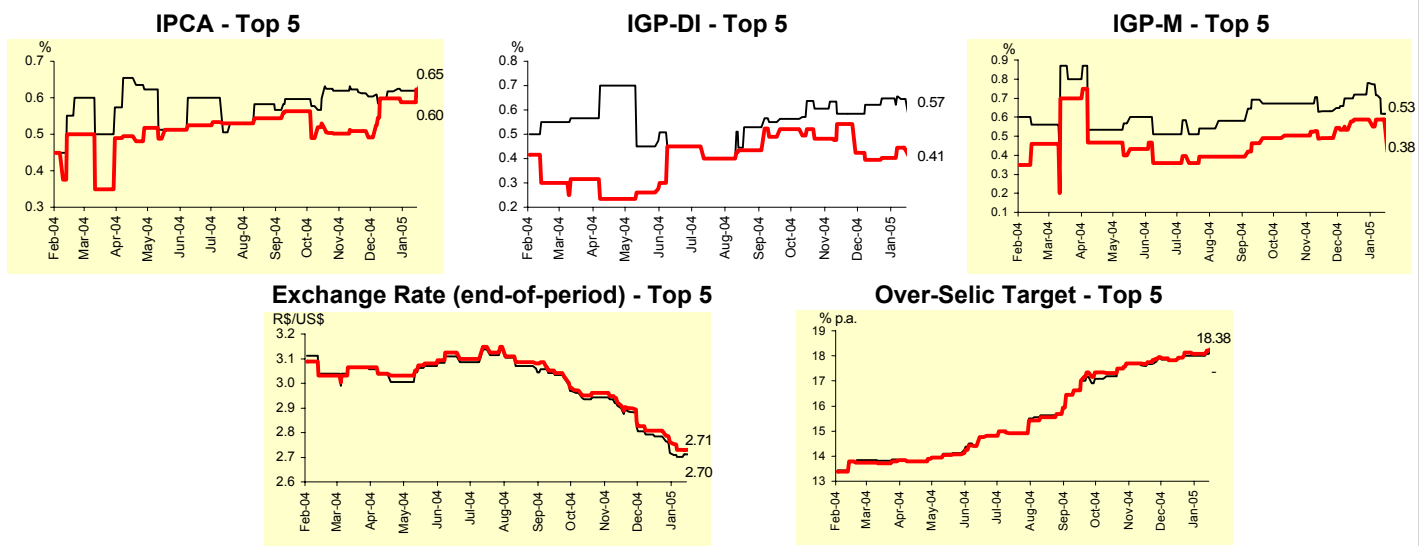 IPCA - Top 5
%
0.7
0.6
0.5
0.4
0.3
0.65
0.60
Feb-04
Mar-04
Apr-04
May-04
Jun-04
Jul-04
Aug-04
Sep-04
Oct-04
Nov-04
Dec-04
Jan-05
IGP-DI - Top 5
%
0.8
0.7
0.6
0.5
0.4
0.3
0.2
0.57
0.41
Feb-04
Mar-04
Apr-04
May-04
Jun-04
Jul-04
Aug-04
Sep-04
Oct-04
Nov-04
Dec-04
Jan-05
IGP-M - Top 5
%
0.9
0.8
0.7
0.6
0.5
0.4
0.3
0.2
0.1
0.53
0.38
Feb-04
Mar-04
Apr-04
May-04
Jun-04
Jul-04
Aug-04
Sep-04
Oct-04
Nov-04
Dec-04
Jan-05
Exchange Rate (end-of-period) - Top 5
R$/US$
3.2
3.1
3.0
2.9
2.8
2.7
2.6
2.71
2.70
Feb-04
Mar-04
Apr-04
May-04
Jun-04
Jul-04
Aug-04
Sep-04
Oct-04
Nov-04
Dec-04
Jan-05
Over-Selic Target - Top 5
% p.a.
19
18
17
16
15
14
13
18.38
-
Feb-04
Mar-04
Apr-04
May-04
Jun-04
Jul-04
Aug-04
Sep-04
Oct-04
Nov-04
Dec-04
Jan-05